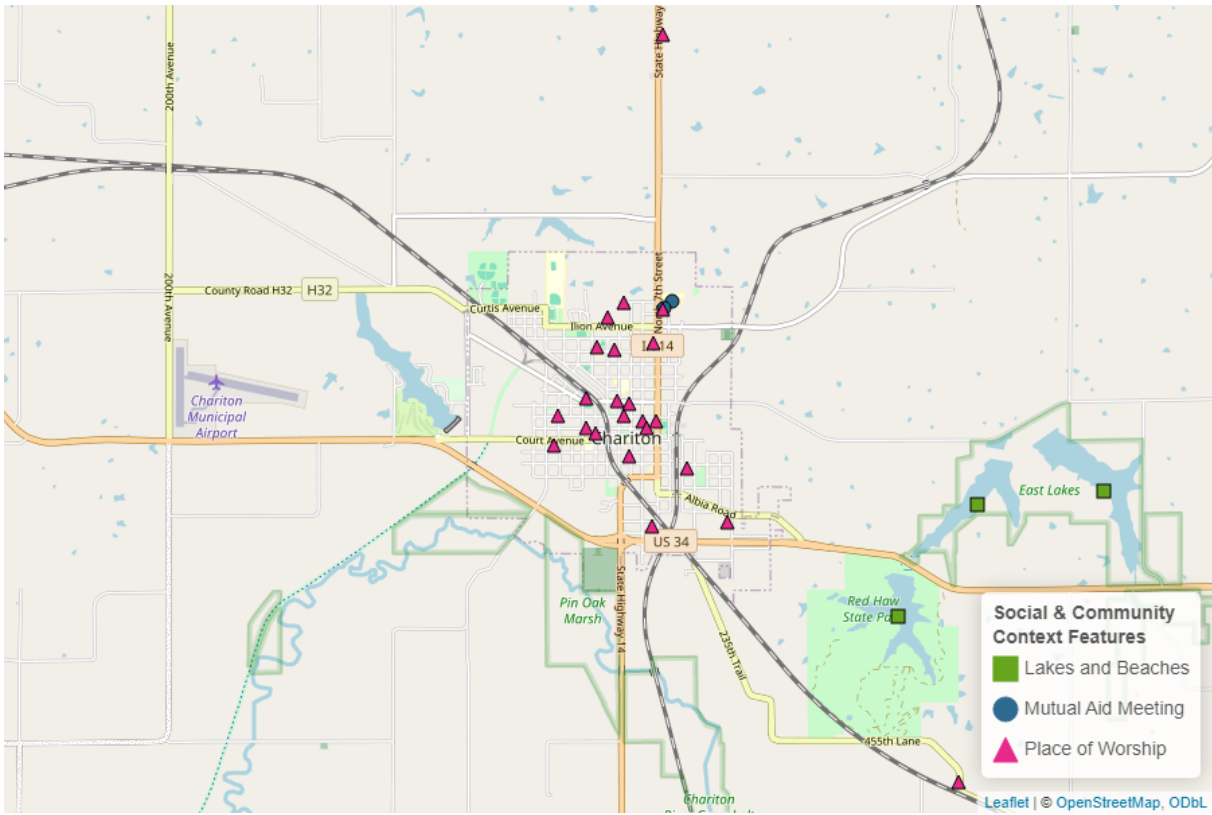 State Highway
200th Avenue
200th Avenue
North 7th Street
County Road H32
H32
Curtis Avenue
Ilion Avenue
14
Chariton
Municipal
Airport
Court Avenue
Chariton
Albia Road
US 34
East Lakes
Pin Oak
Marsh
State Highway 14
Red Haw
State
235th Trail
455th Lane
Chariton
Social & Community
Context Features
Lakes and Beaches
Mutual Aid Meeting
Place of Worship
Leaflet | © OpenStreetMap, ODbL